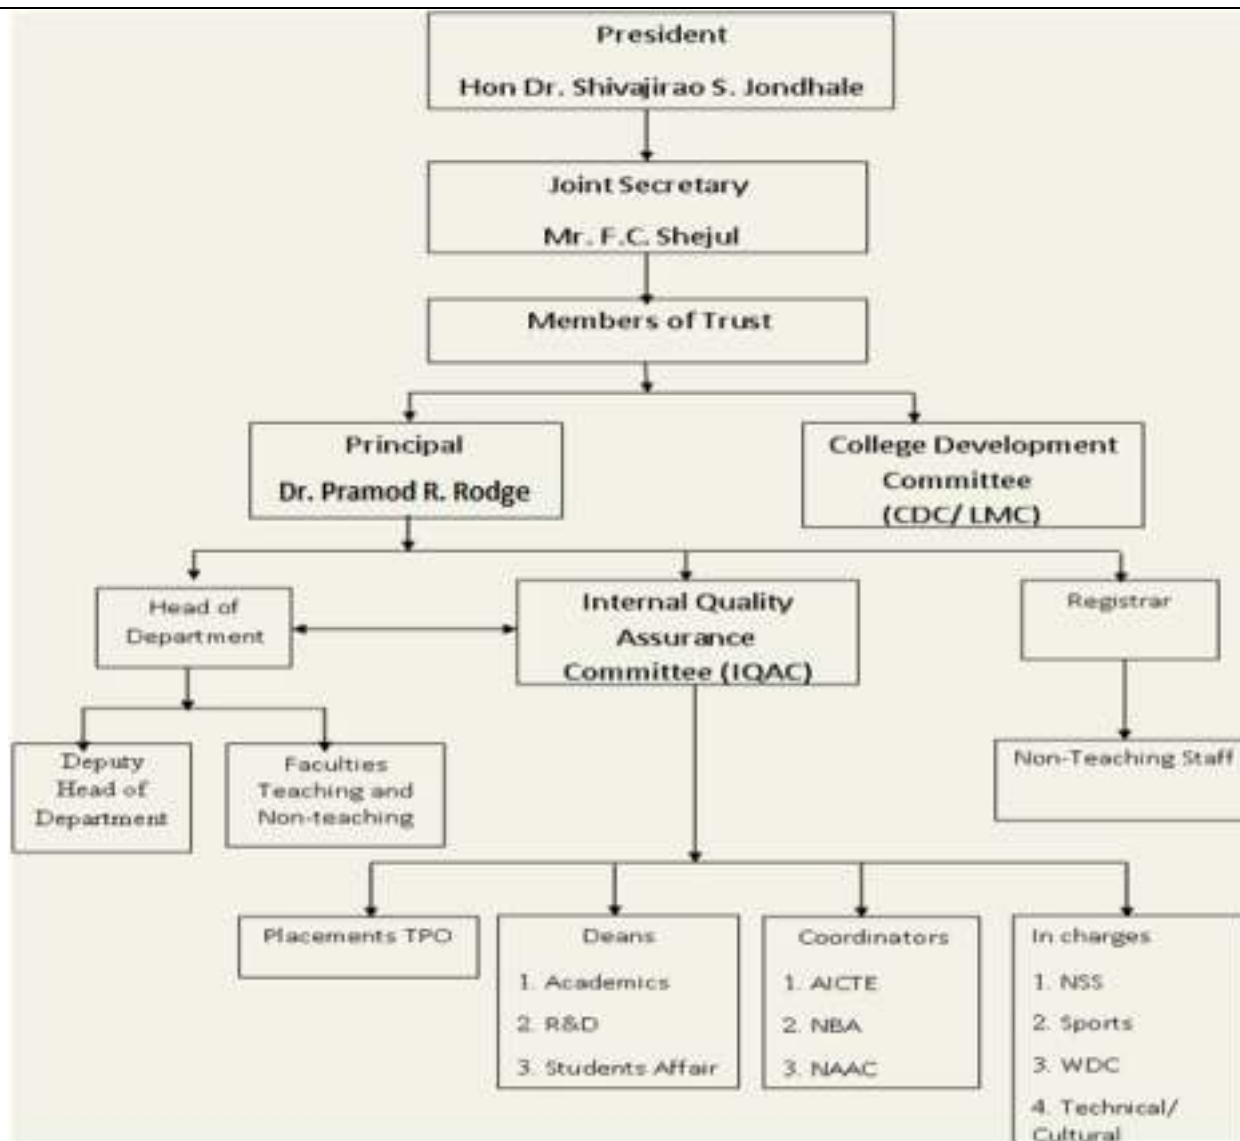 President
Hon Dr. Shivajirao S. Jondhale
Joint Secretary
Mr. F.C. Shejul
Members of Trust
Principal
Dr. Pramod R. Rodge
College Development
Committee
(CDC/ LMC)
Head of
Department
Internal Quality
Assurance
Committee (IQAC)
Registrar
Deputy
Head of
Department
Faculties
Teaching and
Non-teaching
Non-Teaching Staff
Placements TPO
Deans
1. Academics
2. R&D
3. Students Affair
Coordinators
1. AICTE
2. NBA
3. NAAC
In charges
1. NSS
2. Sports
3. WDC
4. Technical/
Cultural